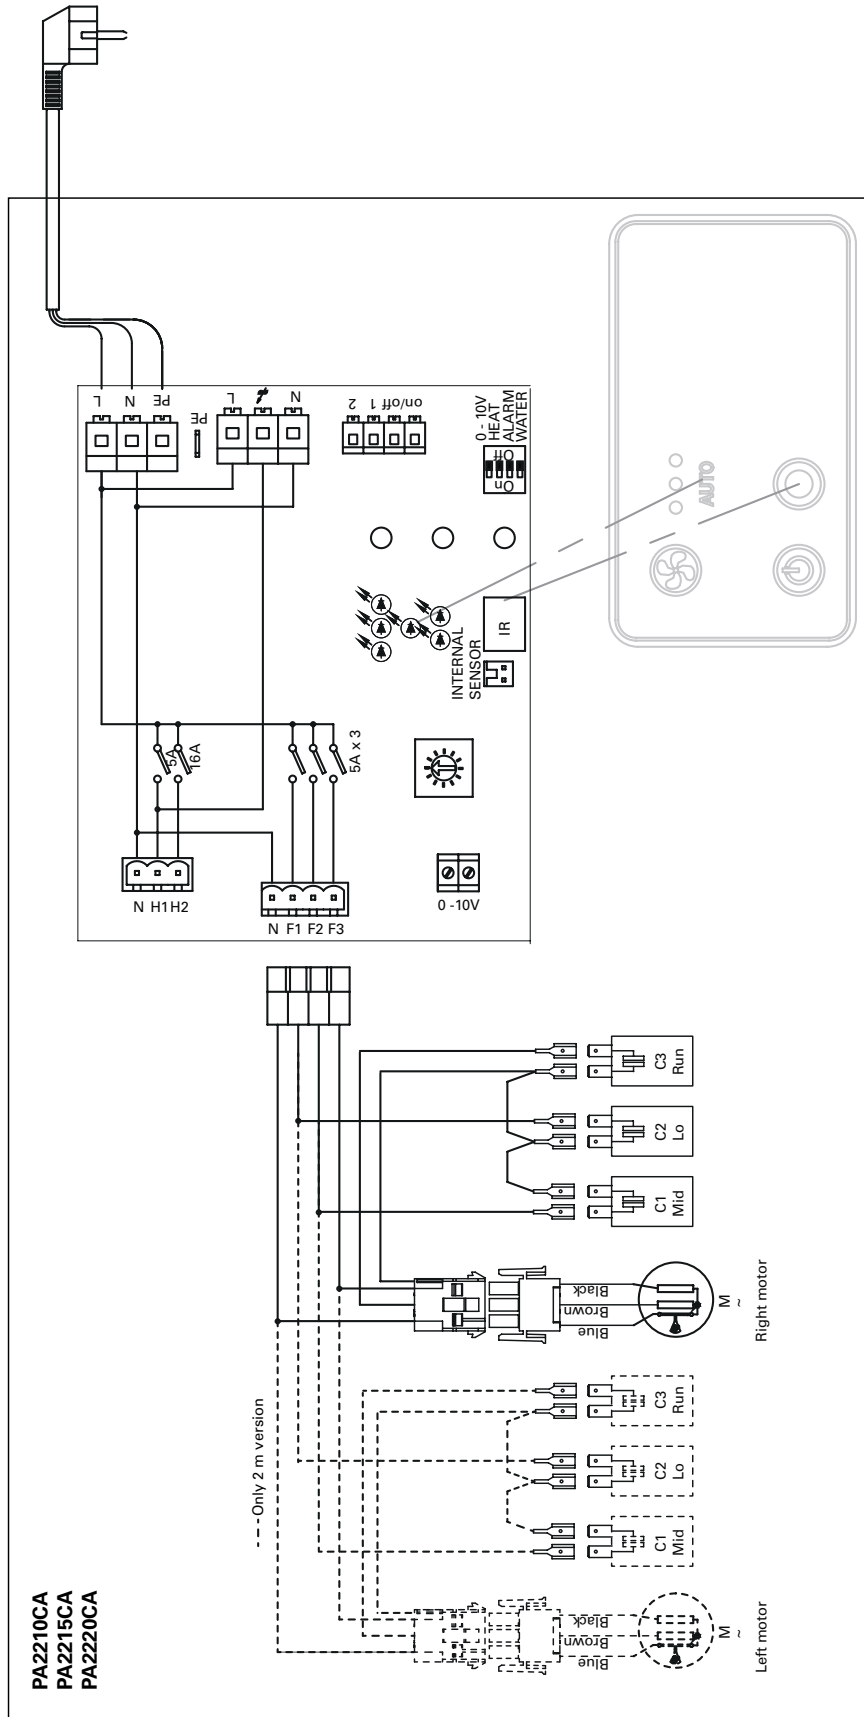 L
N
PE
PE
L
N
2
1
on/off
0 - 10V
HEAT
ALARM
WATER
Off
On
AUTO
IR
INTERNAL
SENSOR
5A
16A
5A x 3
N H1 H2
N F1 F2 F3
0 -10V
C3
Run
C2
Lo
C1
Mid
Black
Brown
Blue
M
~
Right motor
---Only 2 m version
C3
Run
C2
Lo
C1
Mid
Black
Brown
Blue
M
~
Left motor
PA2210CA
PA2215CA
PA2220CA